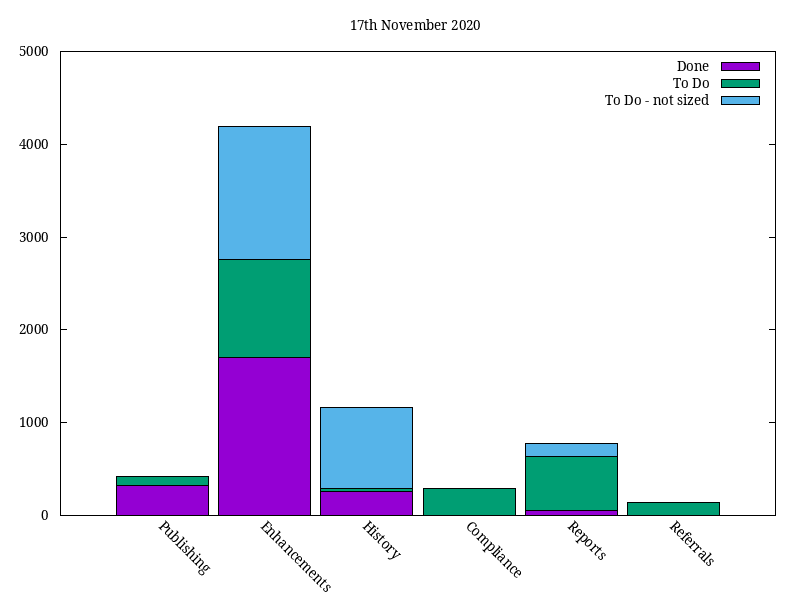 17th November 2020
Done
To Do
To Do - not sized
5000
4000
3000
2000
1000
0
Publishing
Enhancements
History
Compliance
Reports
Referrals